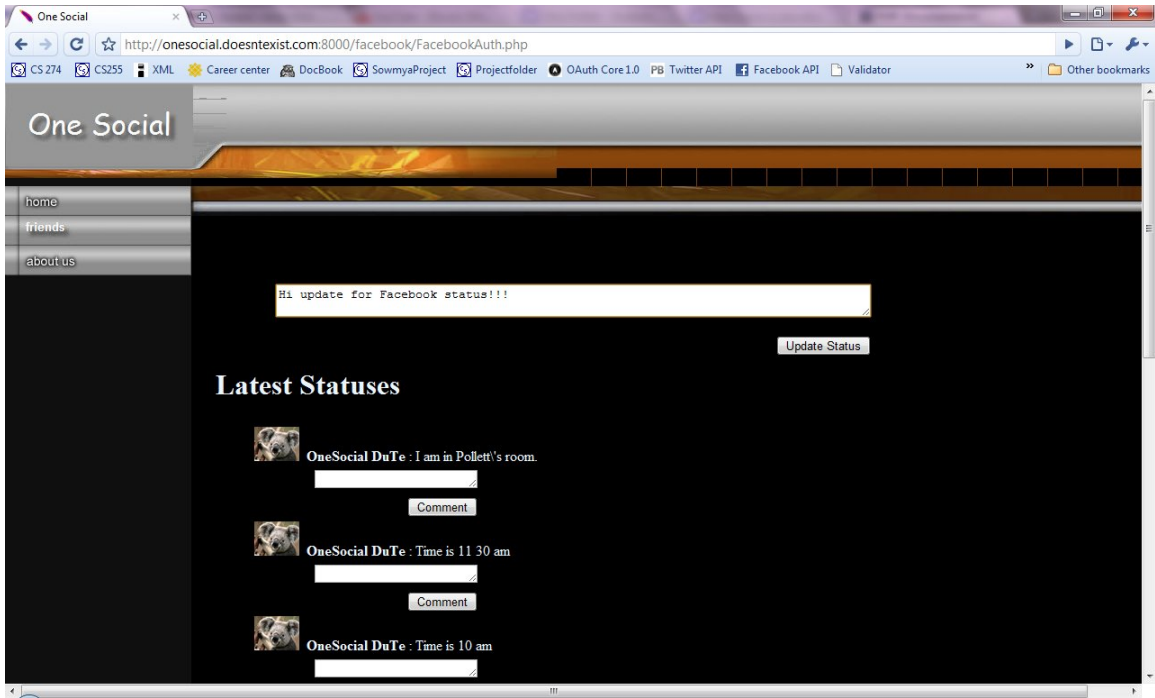 One Social
http://onesocial.doesntexist.com:8000/facebook/FacebookAuth.php
CS 274 CS255 XML Career center DocBook SowmyaProject Projectfolder OAuth Core 1.0 PB Twitter API Facebook API Validator » Other bookmarks
One Social
home
friends
about us
Hi update for Facebook status!!!
Update Status
Latest Statuses
OneSocial DuTe : I am in Pollett\'s room.
Comment
OneSocial DuTe : Time is 11 30 am
Comment
OneSocial DuTe : Time is 10 am